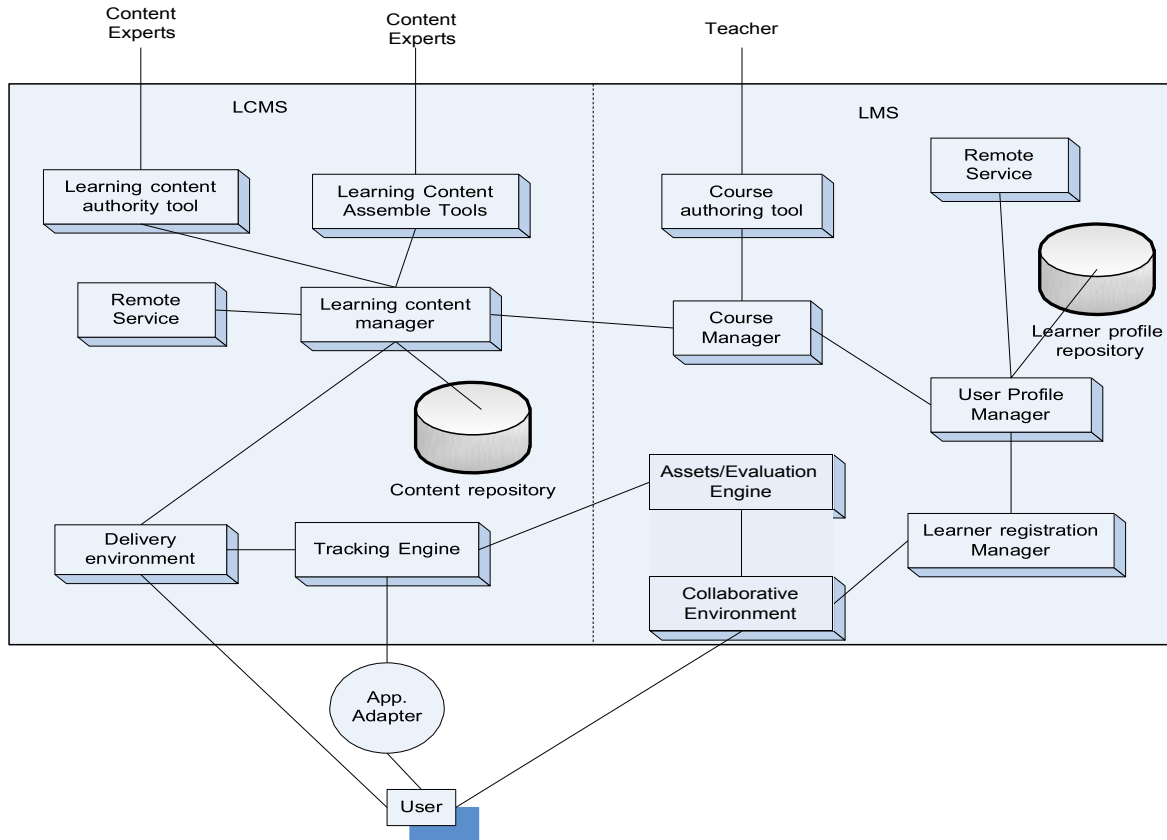 Content
Experts
Content
Experts
Teacher
LCMS
LMS
Learning content
authority tool
Learning Content
Assemble Tools
Course
authoring tool
Remote
Service
Remote
Service
Learning content
manager
Course
Manager
Learner profile
repository
User Profile
Manager
Content repository
Assets/Evaluation
Engine
Delivery
environment
Tracking Engine
Learner registration
Manager
Collaborative
Environment
App.
Adapter
User